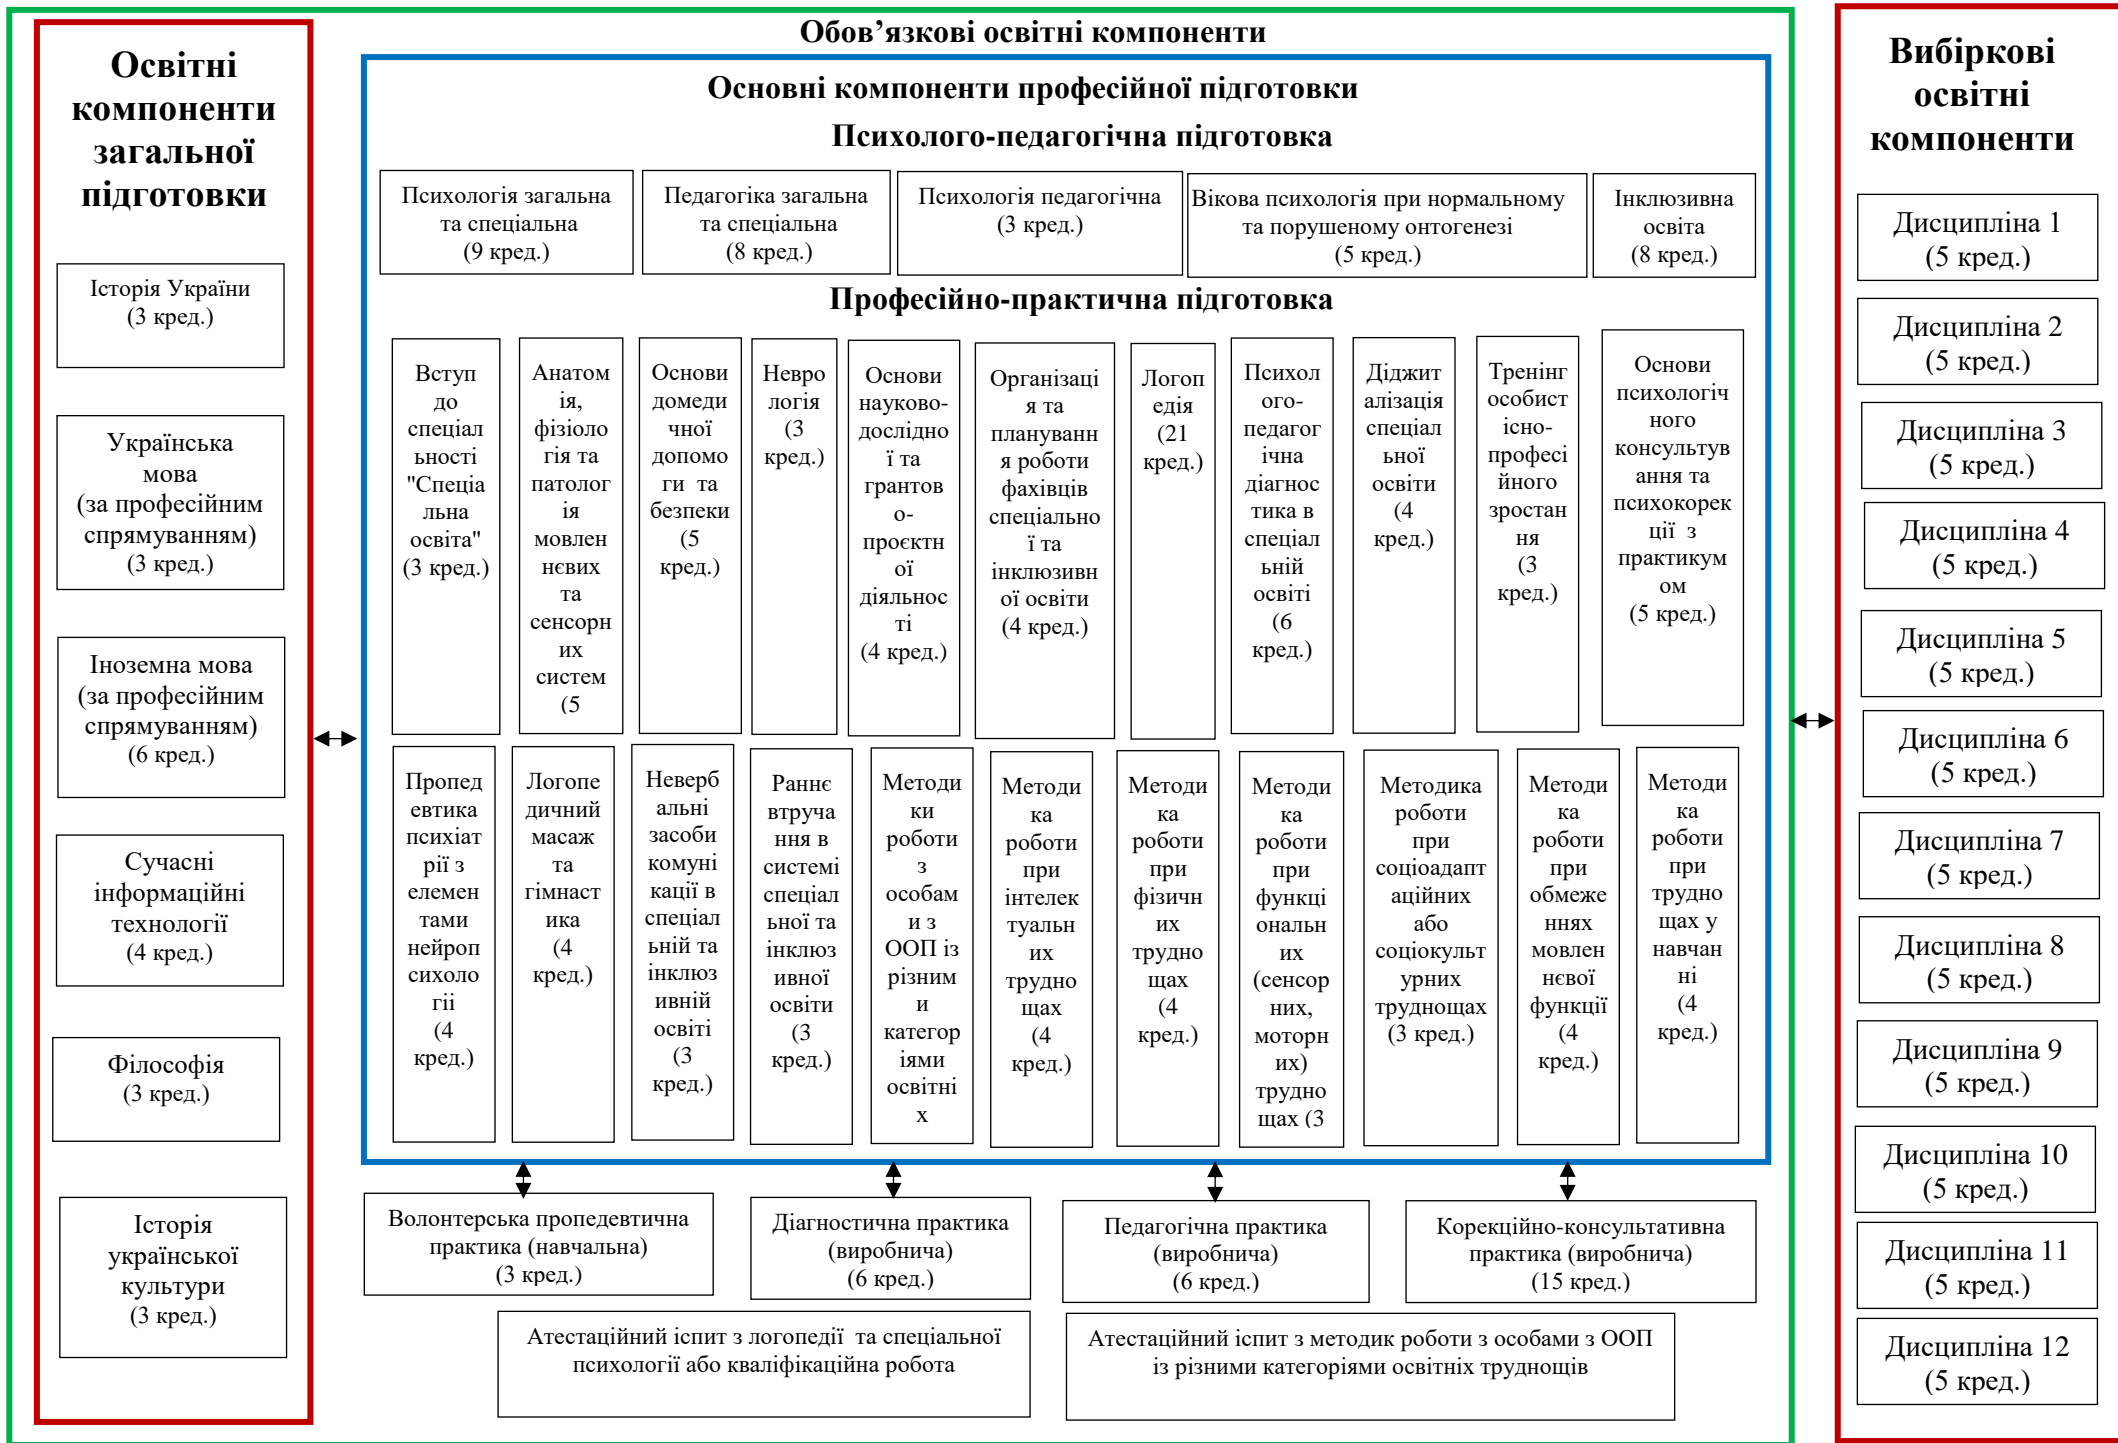 Освітні
компоненти
загальної
підготовки
Історія України
(3 кред.)
Українська
мова
(за професійним
спрямуванням)
(3 кред.)
Іноземна мова
(за професійним
спрямуванням)
(6 кред.)
Сучасні
інформаційні
технології
(4 кред.)
Філософія
(3 кред.)
Історія
української
культури
(3 кред.)
Обов’язкові освітні компоненти
Основні компоненти професійної підготовки
Психолого-педагогічна підготовка
Психологія загальна
та спеціальна
(9 кред.)
Педагогіка загальна
та спеціальна
(8 кред.)
Психологія педагогічна
(3 кред.)
Вікова психологія при нормальному
та порушеному онтогенезі
(5 кред.)
Інклюзивна
освіта
(8 кред.)
Професійно-практична підготовка
Вступ
до
спеціал
ьності
"Спеціа
льна
освіта"
(3 кред.)
Анатом
ія,
фізіоло
гія та
патолог
ія
мовлен
нєвих
та
сенсорн
их
систем
(5
Основи
домеди
чної
допомо
ги та
безпеки
(5
кред.)
Невро
логія
(3
кред.)
Основи
науково-
дослідно
ї та
грантов
о-
проєктн
ої
діяльнос
ті
(4 кред.)
Організаці
я та
плануванн
я роботи
фахівців
спеціально
ї та
інклюзивн
ої освіти
(4 кред.)
Логоп
едія
(21
кред.)
Психол
ого-
педагог
ічна
діагнос
тика в
спеціал
ьній
освіті
(6
кред.)
Діджит
алізація
спеціал
ьної
освіти
(4
кред.)
Тренінг
особист
існо-
професі
йного
зростан
ня
(3
кред.)
Основи
психологіч
ного
консультув
ання та
психокорек
ції з
практикум
ом
(5 кред.)
Пропед
евтика
психіат
рії з
елемен
тами
нейроп
сихоло
гії
(4
кред.)
Логопе
дичний
масаж
та
гімнаст
ика
(4
кред.)
Неверб
альні
засоби
комуні
кації в
спеціал
ьній та
інклюз
ивній
освіті
(3
кред.)
Раннє
втруча
ння в
системі
спеціал
ьної та
інклюз
ивної
освіти
(3
кред.)
Методи
ки
роботи
з
особам
и з
ООП із
різним
и
категор
іями
освітні
х
Методи
ка
роботи
при
інтелек
туальн
их
трудно
щах
(4
кред.)
Методи
ка
роботи
при
фізичн
их
трудно
щах
(4
кред.)
Методи
ка
роботи
при
функці
ональн
их
(сенсор
них,
моторн
их)
трудно
щах (3
Методика
роботи
при
соціоадапт
аційних
або
соціокульт
урних
труднощах
(3 кред.)
Методи
ка
роботи
при
обмеже
ннях
мовлен
нєвої
функції
(4
кред.)
Методи
ка
роботи
при
трудно
щах у
навчан
ні
(4
кред.)
Волонтерська пропедевтична
практика (навчальна)
(3 кред.)
Діагностична практика
(виробнича)
(6 кред.)
Педагогічна практика
(виробнича)
(6 кред.)
Корекційно-консультативна
практика (виробнича)
(15 кред.)
Атестаційний іспит з логопедії та спеціальної
психології або кваліфікаційна робота
Атестаційний іспит з методик роботи з особами з ООП
із різними категоріями освітніх труднощів
Вибіркові
освітні
компоненти
Дисципліна 1
(5 кред.)
Дисципліна 2
(5 кред.)
Дисципліна 3
(5 кред.)
Дисципліна 4
(5 кред.)
Дисципліна 5
(5 кред.)
Дисципліна 6
(5 кред.)
Дисципліна 7
(5 кред.)
Дисципліна 8
(5 кред.)
Дисципліна 9
(5 кред.)
Дисципліна 10
(5 кред.)
Дисципліна 11
(5 кред.)
Дисципліна 12
(5 кред.)